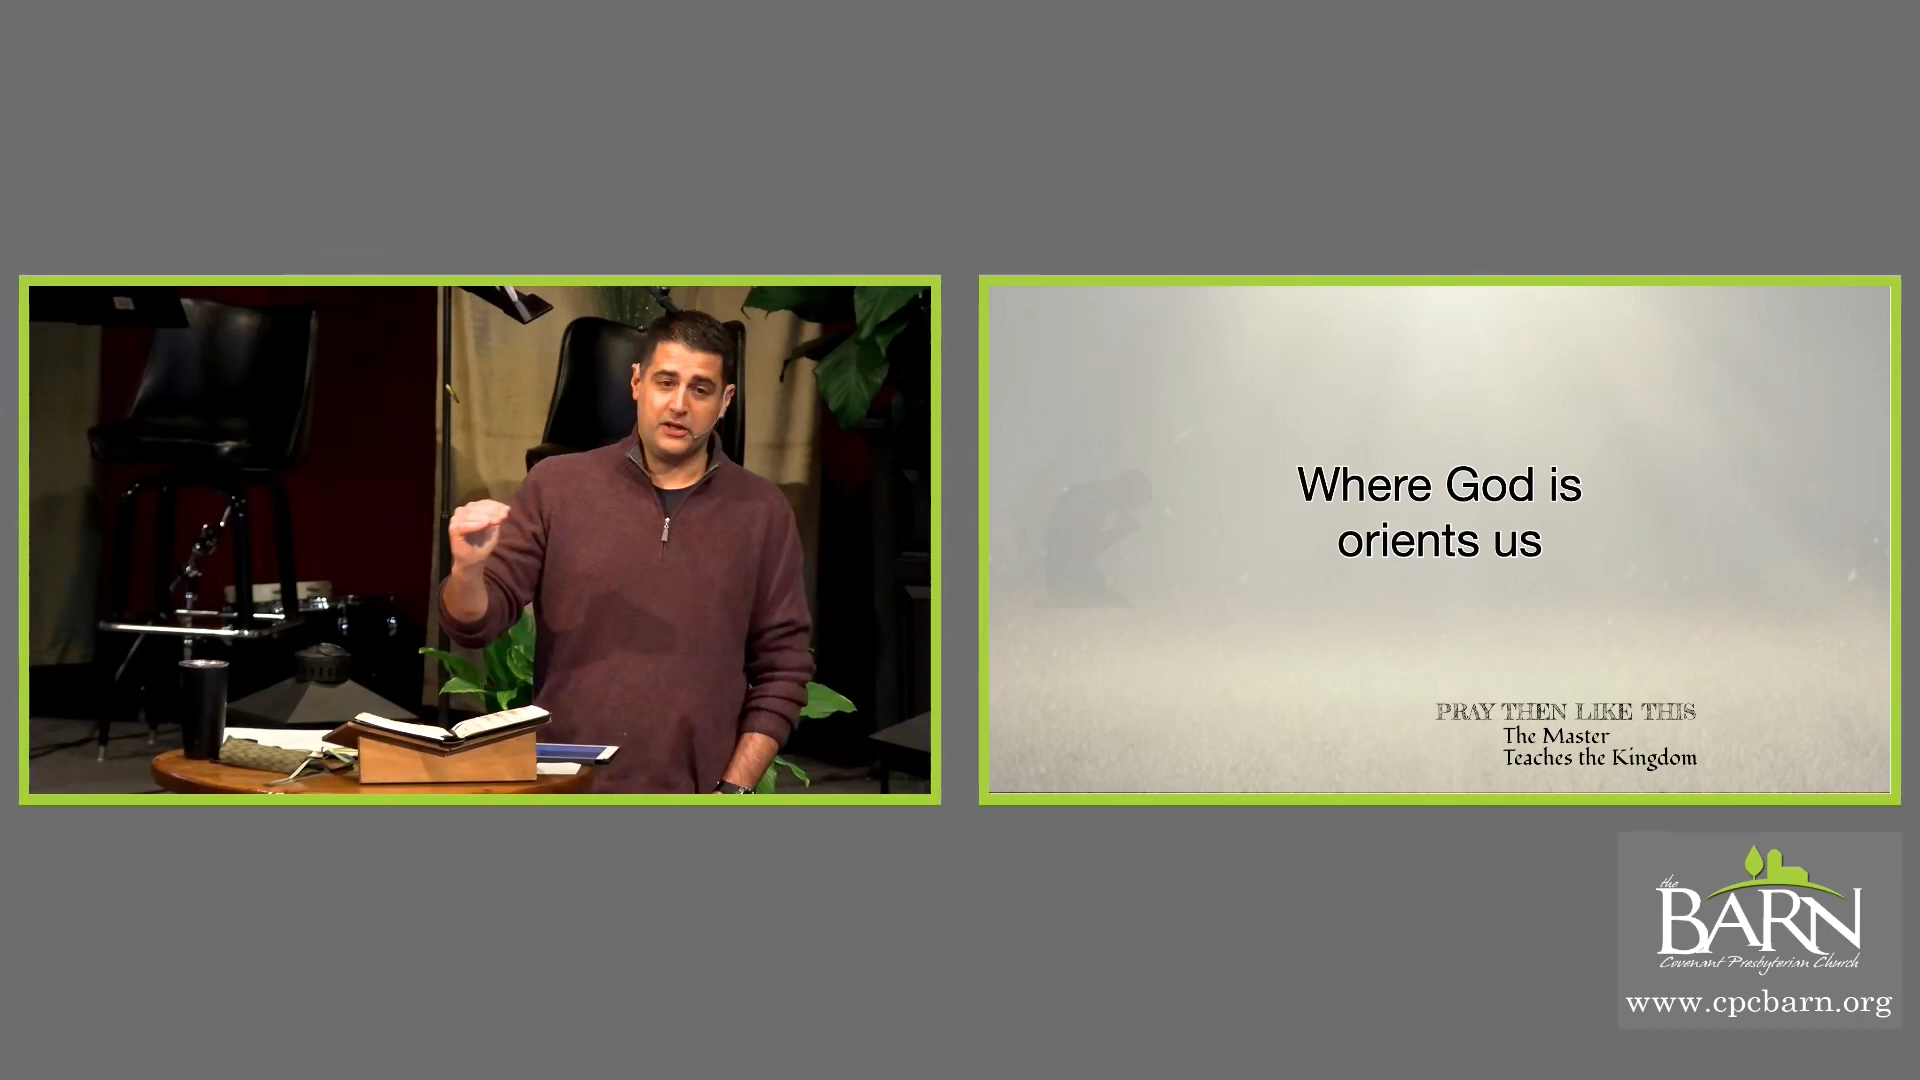 Where God is
orients us
PRAY THEN LIKE THIS
The Master
Teaches the Kingdom
the
BARN
Covenant Presbyterian Church
www.cpcbarn.org